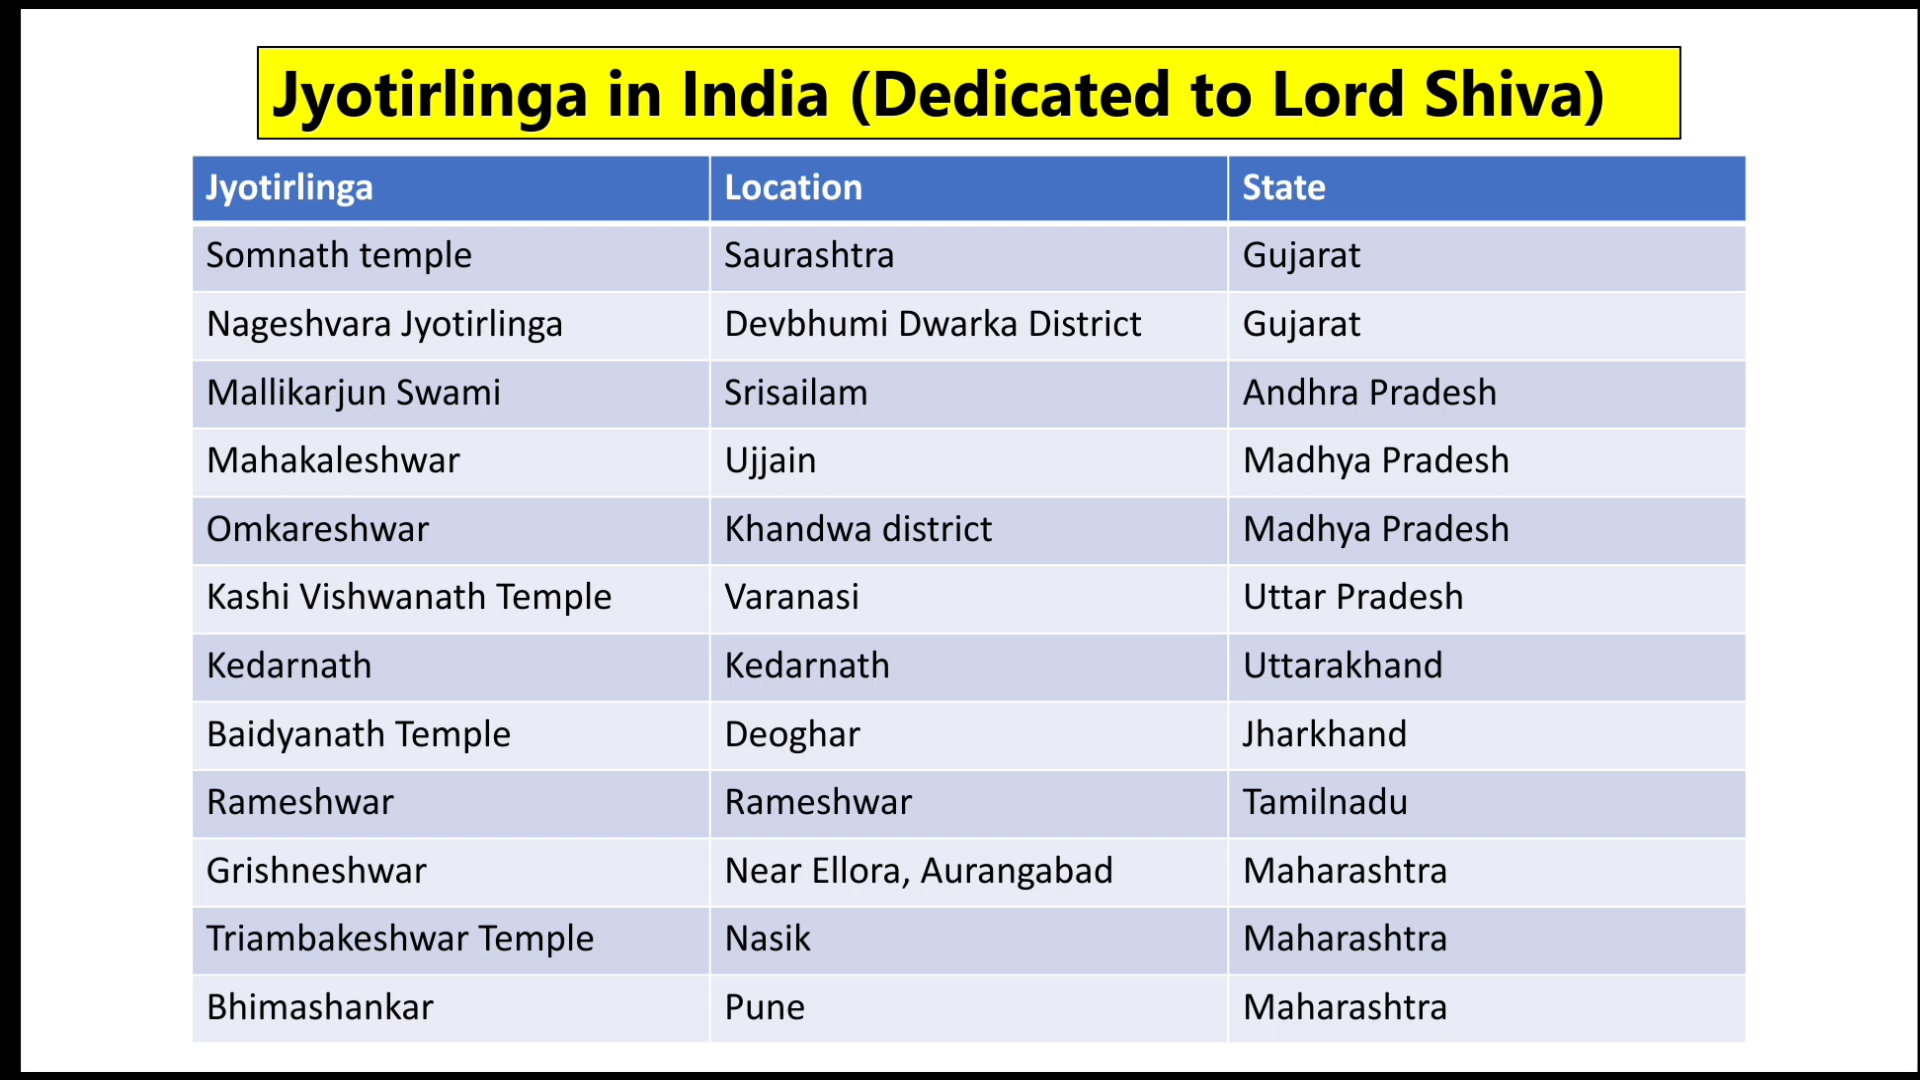 Jyotirlinga in India (Dedicated to Lord Shiva)
Jyotirlinga Location State
Somnath temple Saurashtra Gujarat
Nageshvara Jyotirlinga Devbhumi Dwarka District Gujarat
Mallikarjun Swami Srisailam Andhra Pradesh
Mahakaleshwar Ujjain Madhya Pradesh
Omkareshwar Khandwa district Madhya Pradesh
Kashi Vishwanath Temple Varanasi Uttar Pradesh
Kedarnath Kedarnath Uttarakhand
Baidyanath Temple Deoghar Jharkhand
Rameshwar Rameshwar Tamilnadu
Grishneshwar Near Ellora, Aurangabad Maharashtra
Triambakeshwar Temple Nasik Maharashtra
Bhimashankar Pune Maharashtra